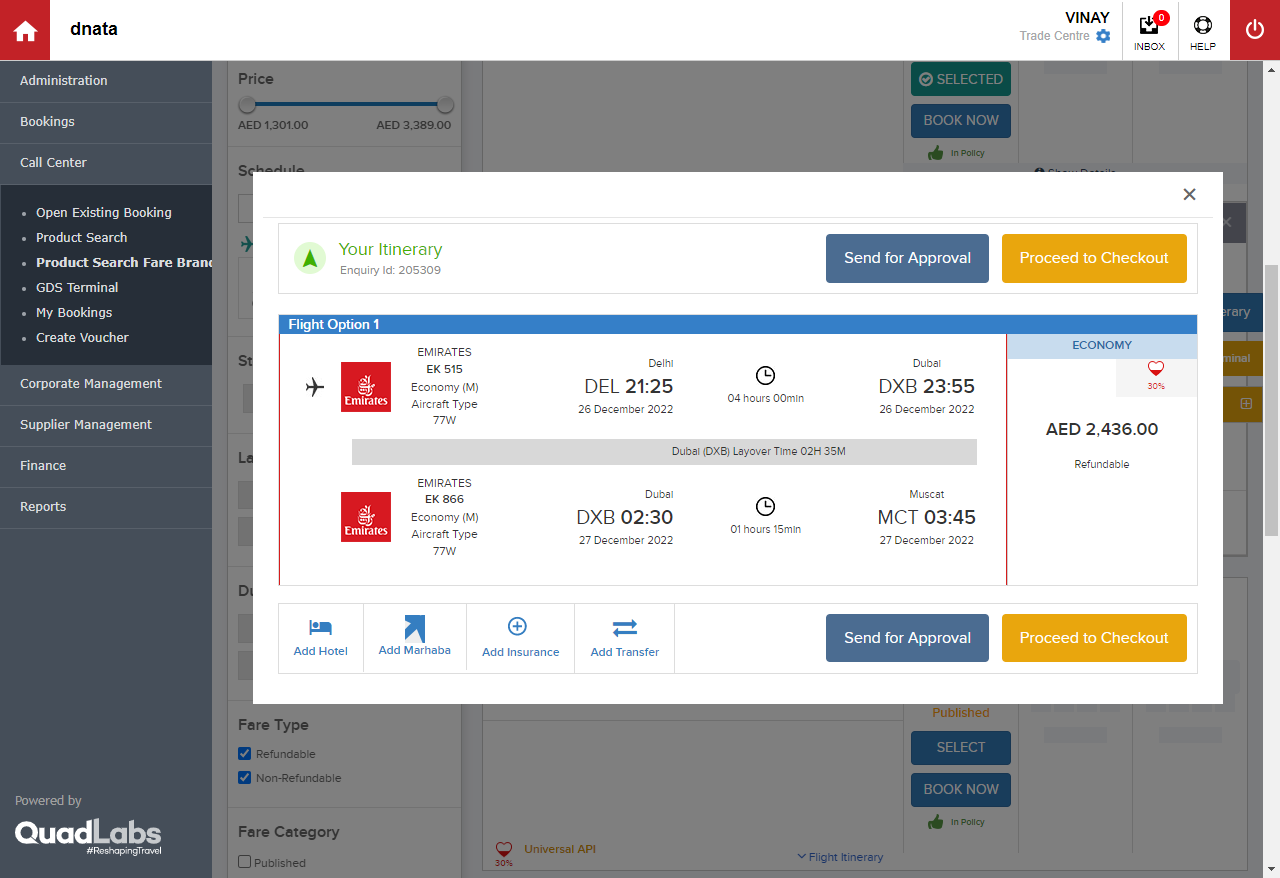 dnata
VINAY
Trade Centre
0
INBOX
HELP
Administration
Bookings
Call Center
Open Existing Booking
Product Search
Product Search Fare Bran
GDS Terminal
My Bookings
Create Voucher
Corporate Management
Supplier Management
Finance
Reports
Powered by
QuadLabs
#ReshapingTravel
Price
AED 1,301.00 AED 3,389.00
Schedule
St
La
Du
Fare Type
Refundable
Non-Refundable
Fare Category
Published
SELECTED
BOOK NOW
In Policy
Show Details
Your Itinerary
Enquiry Id: 205309
Send for Approval
Proceed to Checkout
Flight Option 1
EMIRATES
EK 515
Economy (M)
Aircraft Type
77W
Emirates
Delhi
DEL 21:25
26 December 2022
04 hours 00min
Dubai
DXB 23:55
26 December 2022
Dubai (DXB) Layover Time 02H 35M
EMIRATES
EK 866
Economy (M)
Aircraft Type
77W
Emirates
Dubai
DXB 02:30
27 December 2022
01 hours 15min
Muscat
MCT 03:45
27 December 2022
ECONOMY
30%
AED 2,436.00
Refundable
Add Hotel
Add Marhaba
Add Insurance
Add Transfer
Send for Approval
Proceed to Checkout
erary
minal
Published
SELECT
BOOK NOW
In Policy
30%
Universal API
Flight Itinerary